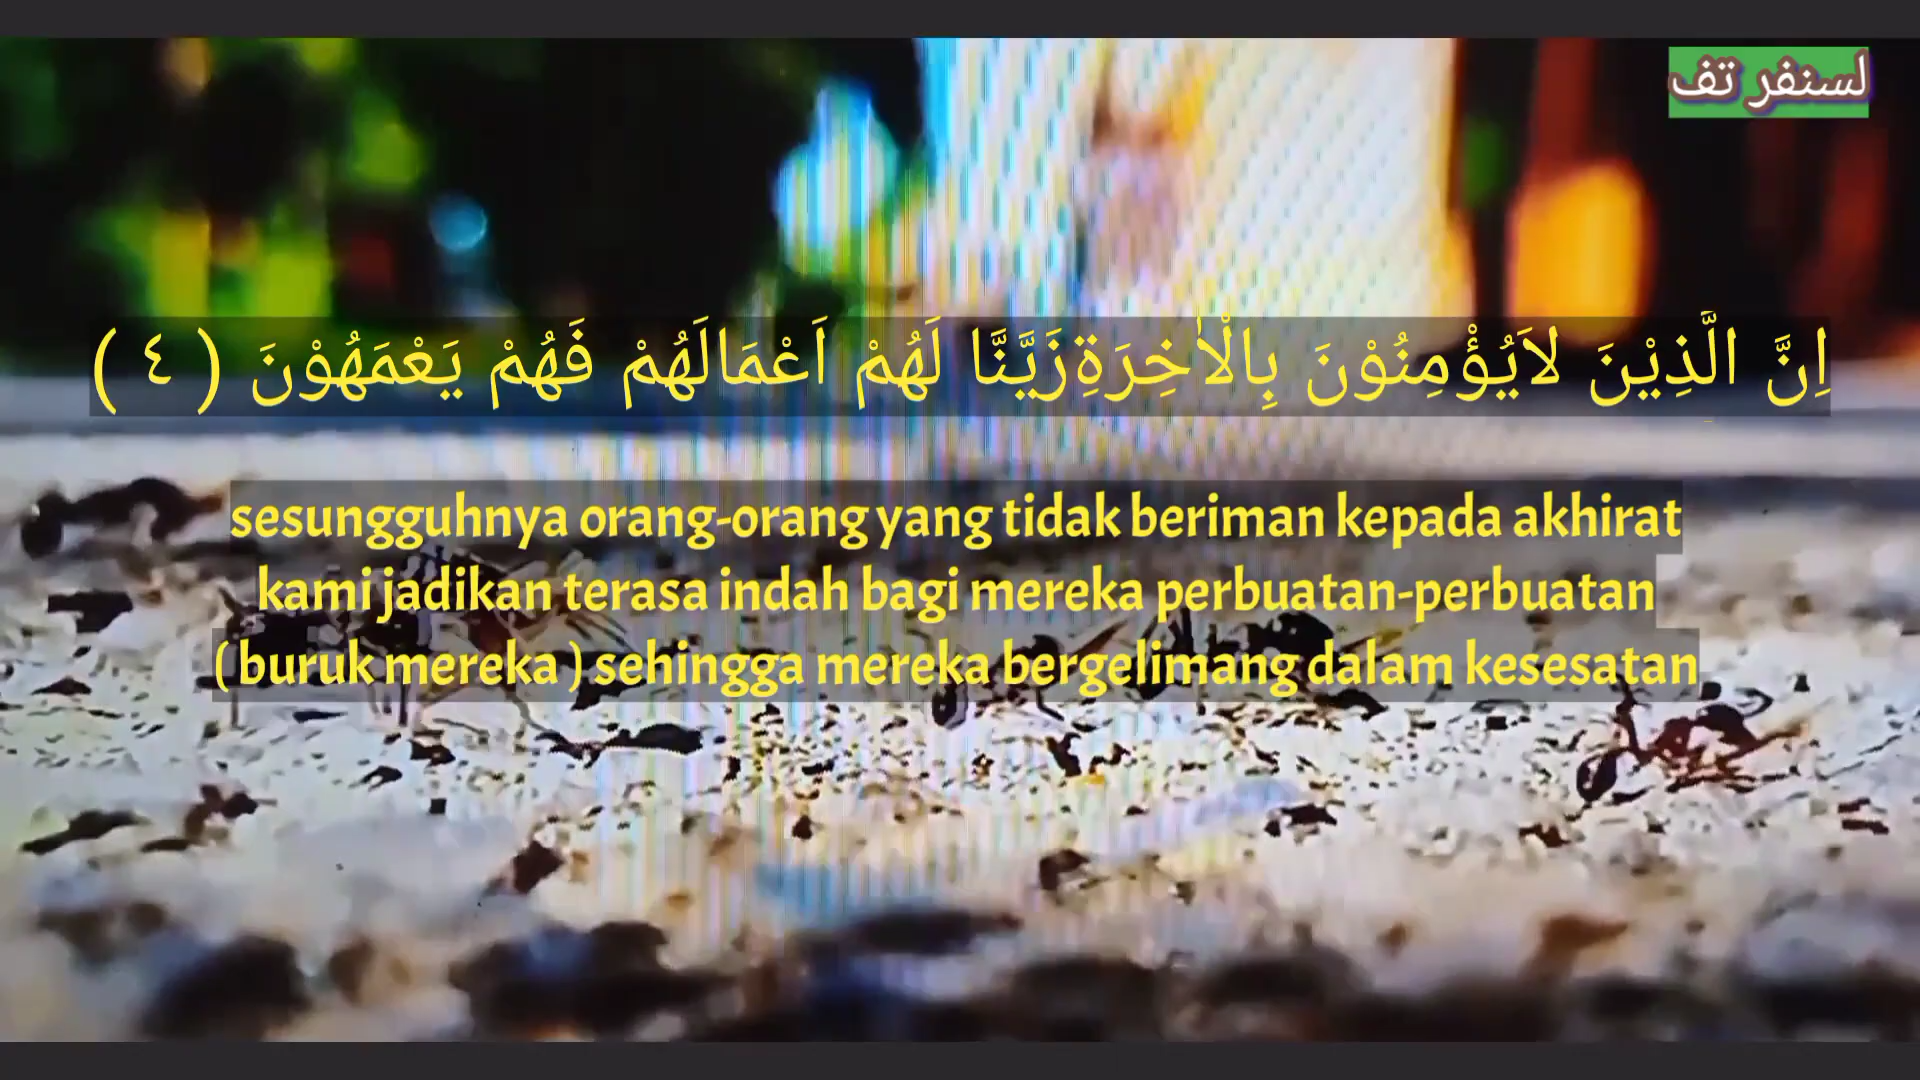 لسنفر تف
اِنَّ الَّذِيْنَ لاَيُؤْمِنُوْنَ بِالْاٰخِرَةِزَيَّنَّا لَهُمْ اَعْمَالَهُمْ فَهُمْ يَعْمَهُوْنَ ( ٤ )
sesungguhnya orang-orang yang tidak beriman kepada akhirat
kami jadikan terasa indah bagi mereka perbuatan-perbuatan
( buruk mereka ) sehingga mereka bergelimang dalam kesesatan